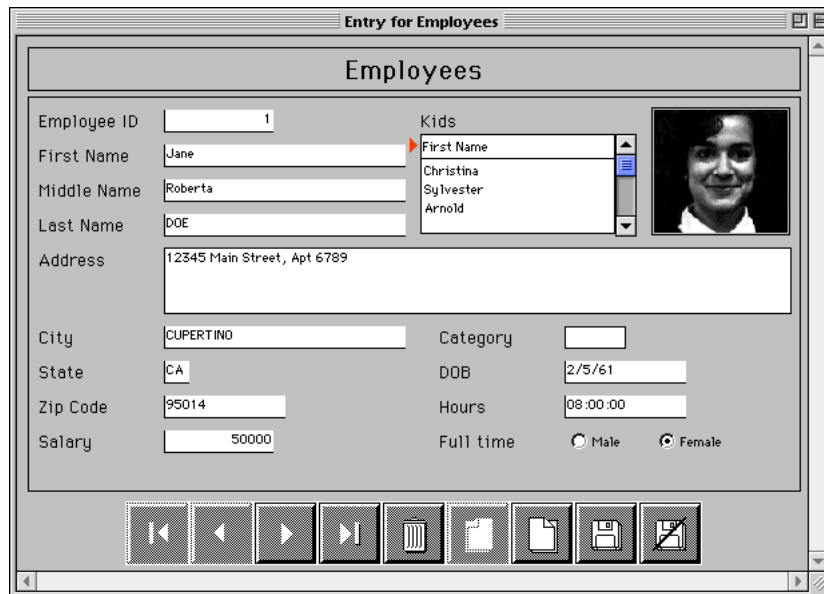 Entry for Employees
Employees
Employee ID 1
Kids
First Name Jane
First Name
Christina
Middle Name Roberta
Sylvester
Arnold
Last Name DOE
Address 12345 Main Street, Apt 6789
City CUPERTINO
Category
State CA
DOB 2/5/61
Zip Code 95014
Hours 08:00:00
Salary 50000
Full time Male Female